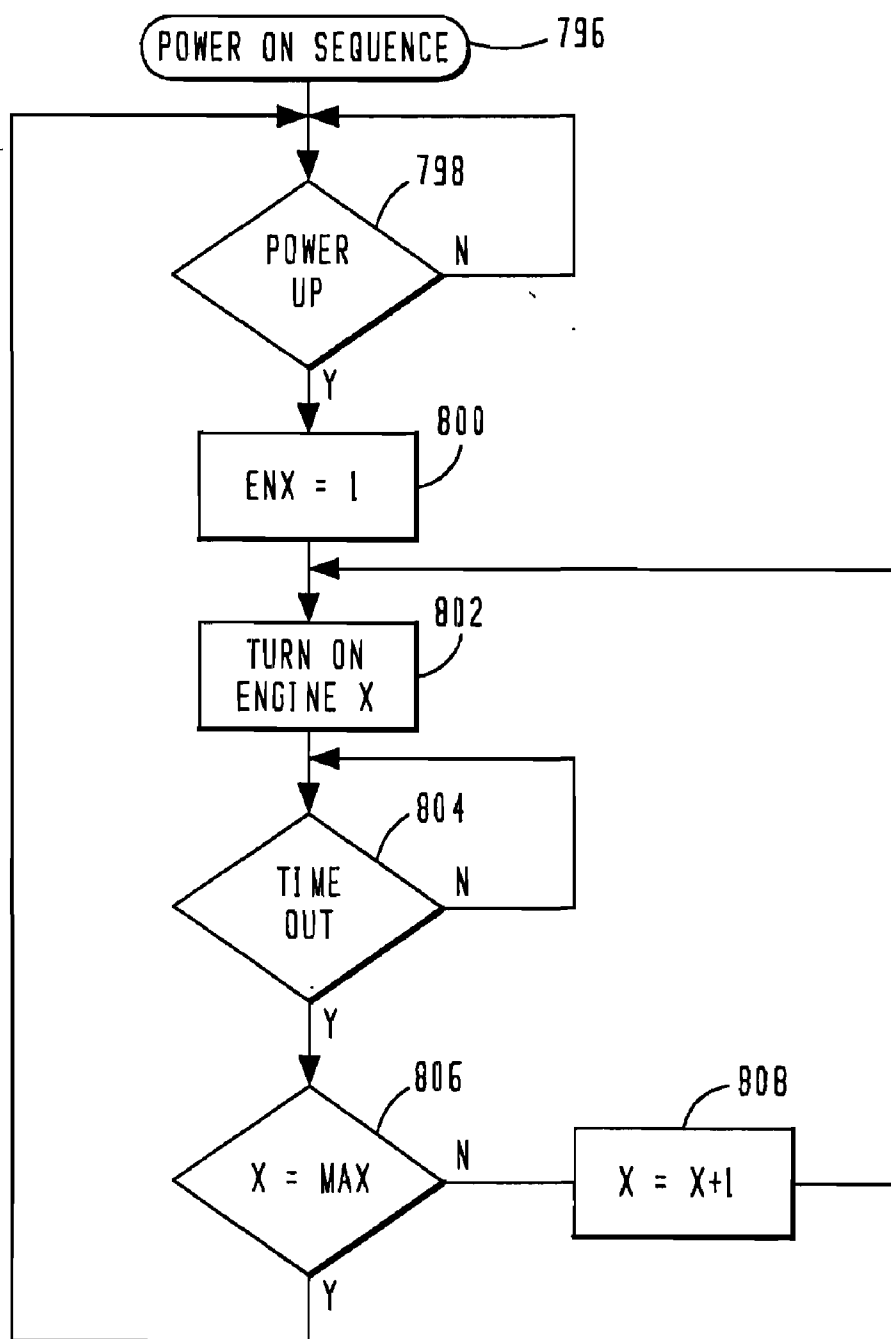 POWER ON SEQUENCE
796
798
POWER
UP
N
Y
800
ENX = 1
802
TURN ON
ENGINE X
804
TIME
OUT
N
Y
806
X = MAX
N
808
X = X+1
Y